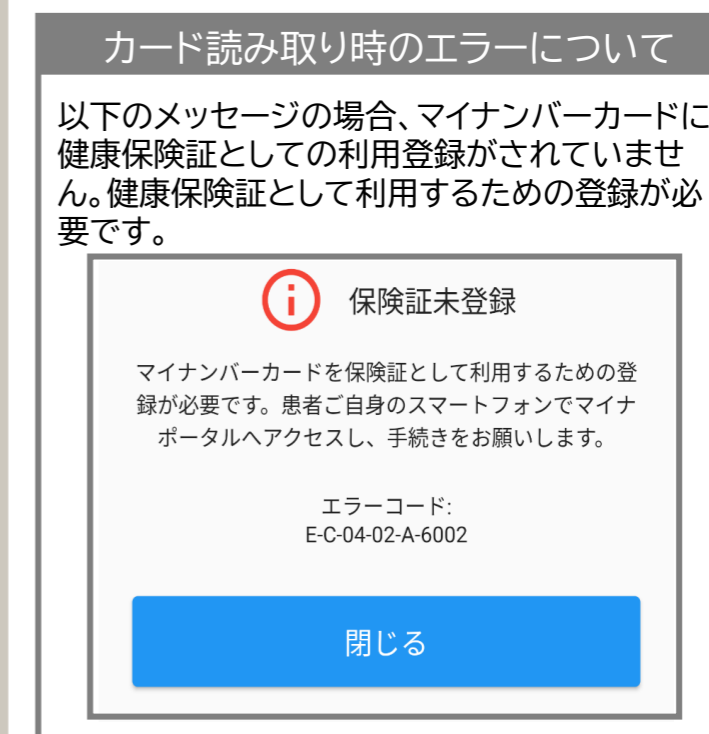 カード読み取り時のエラーについて
以下のメッセージの場合、マイナンバーカードに
健康保険証としての利用登録がされていませ
ん。健康保険証として利用するための登録が必
要です。
保険証未登録
マイナンバーカードを保険証として利用するための登
録が必要です。患者ご自身のスマートフォンでマイナ
ポータルへアクセスし、手続きをお願いします。
エラーコード:
E-C-04-02-A-6002
閉じる